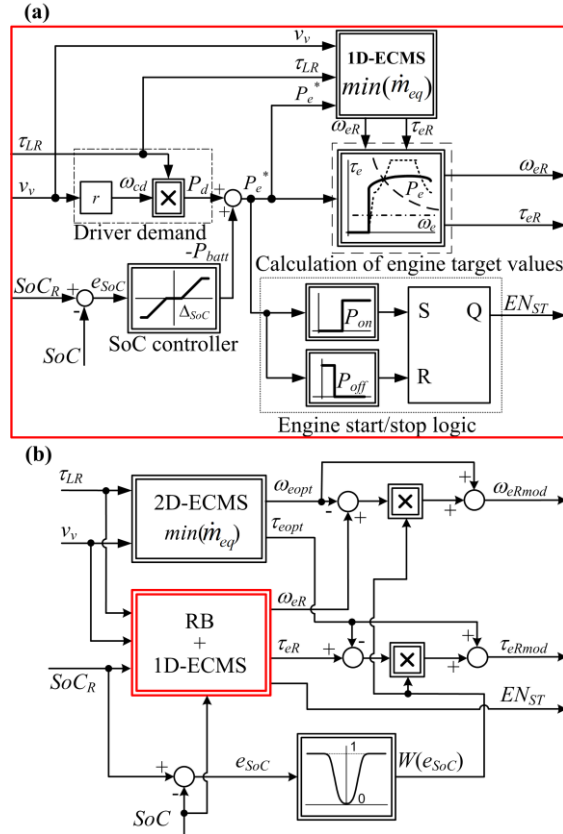 (a)
v_v
τ_LR
P_e^*
1D-ECMS
min(ṁ_eq)
ω_eR τ_eR
τ_LR
v_v
r
ω_cd
×
P_d
+
+
P_e^*
τ_e
P_e
ω_e
ω_eR
τ_eR
Driver demand
-P_batt
Calculation of engine target values
SoC_R
+
-
e_SoC
Δ_SoC
SoC
SoC controller
P_on
S
Q
EN_ST
P_off
R
Engine start/stop logic
(b)
τ_LR
v_v
2D-ECMS
min(ṁ_eq)
ω_eopt
τ_eopt
-
+
×
+
+
ω_eRmod
RB
+
1D-ECMS
ω_eR
τ_eR
+
-
×
+
+
τ_eRmod
SoC_R
EN_ST
+
-
e_SoC
1
0
W(e_SoC)
SoC